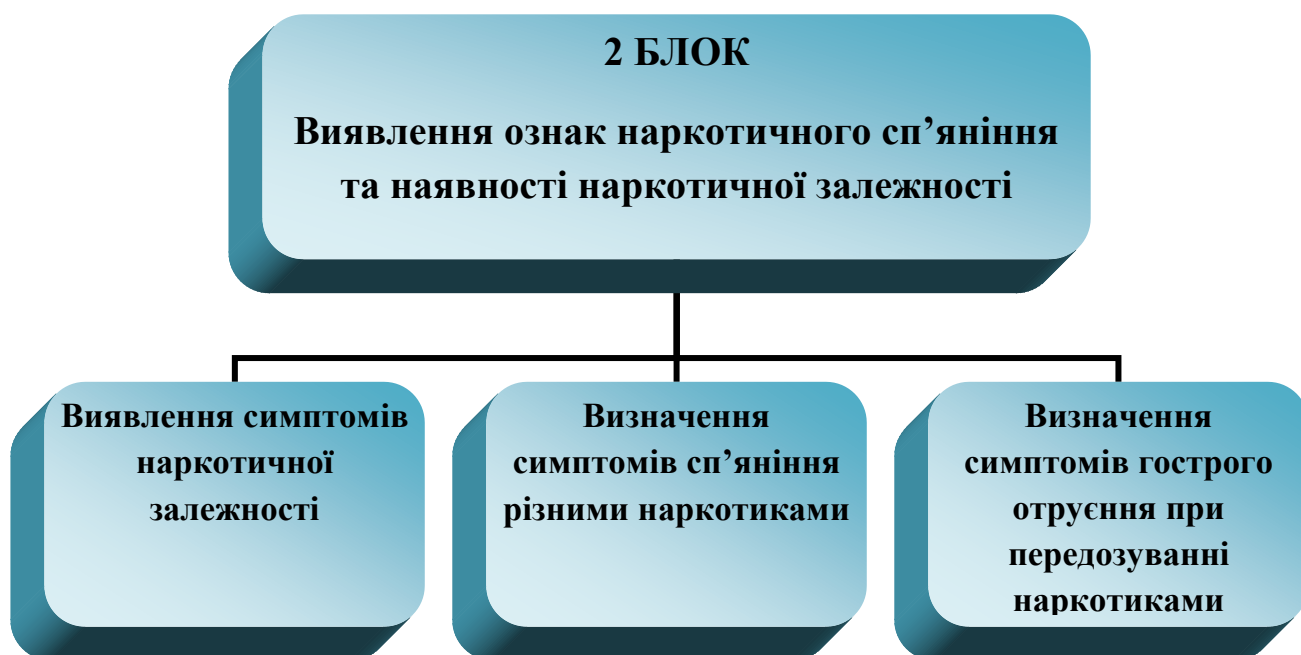 2 БЛОК
Виявлення ознак наркотичного сп’яніння
та наявності наркотичної залежності
Виявлення симптомів
наркотичної
залежності
Визначення
симптомів сп’яніння
різними наркотиками
Визначення
симптомів гострого
отруєння при
передозуванні
наркотиками